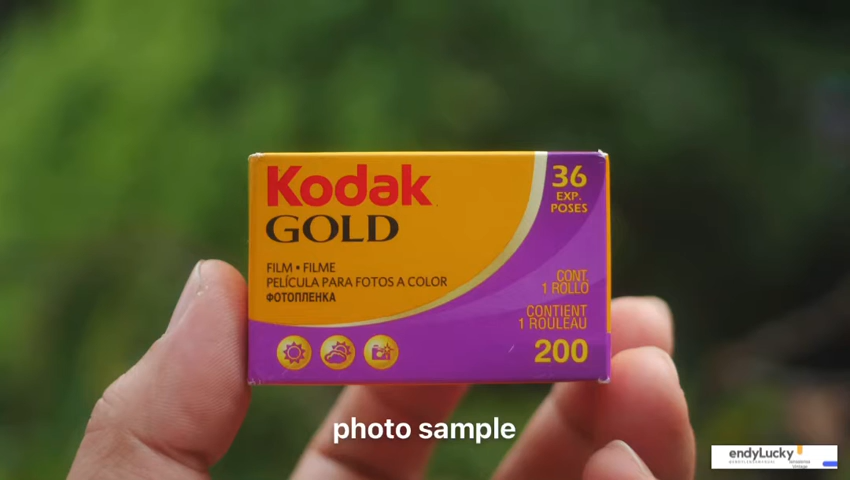 Kodak
GOLD
36
EXP.
POSES
FILM • FILME
PELÍCULA PARA FOTOS A COLOR
ФОТОПЛЕНКА
CONT.
1 ROLLO
CONTIENT
1 ROULEAU
200
photo sample
endyLucky
Vintage